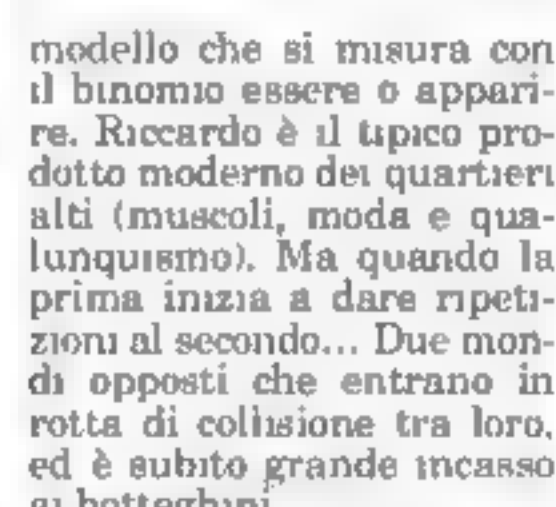 modello che si misura con
il binomio essere o appari-
re. Riccardo è il tipico pro-
dotto moderno dei quartieri
alti (muscoli, moda e qua-
lunquismo). Ma quando la
prima inizia a dare ripeti-
zioni al secondo... Due mon-
di opposti che entrano in
rotta di collisione tra loro,
ed è subito grande incasso
ai botteghini